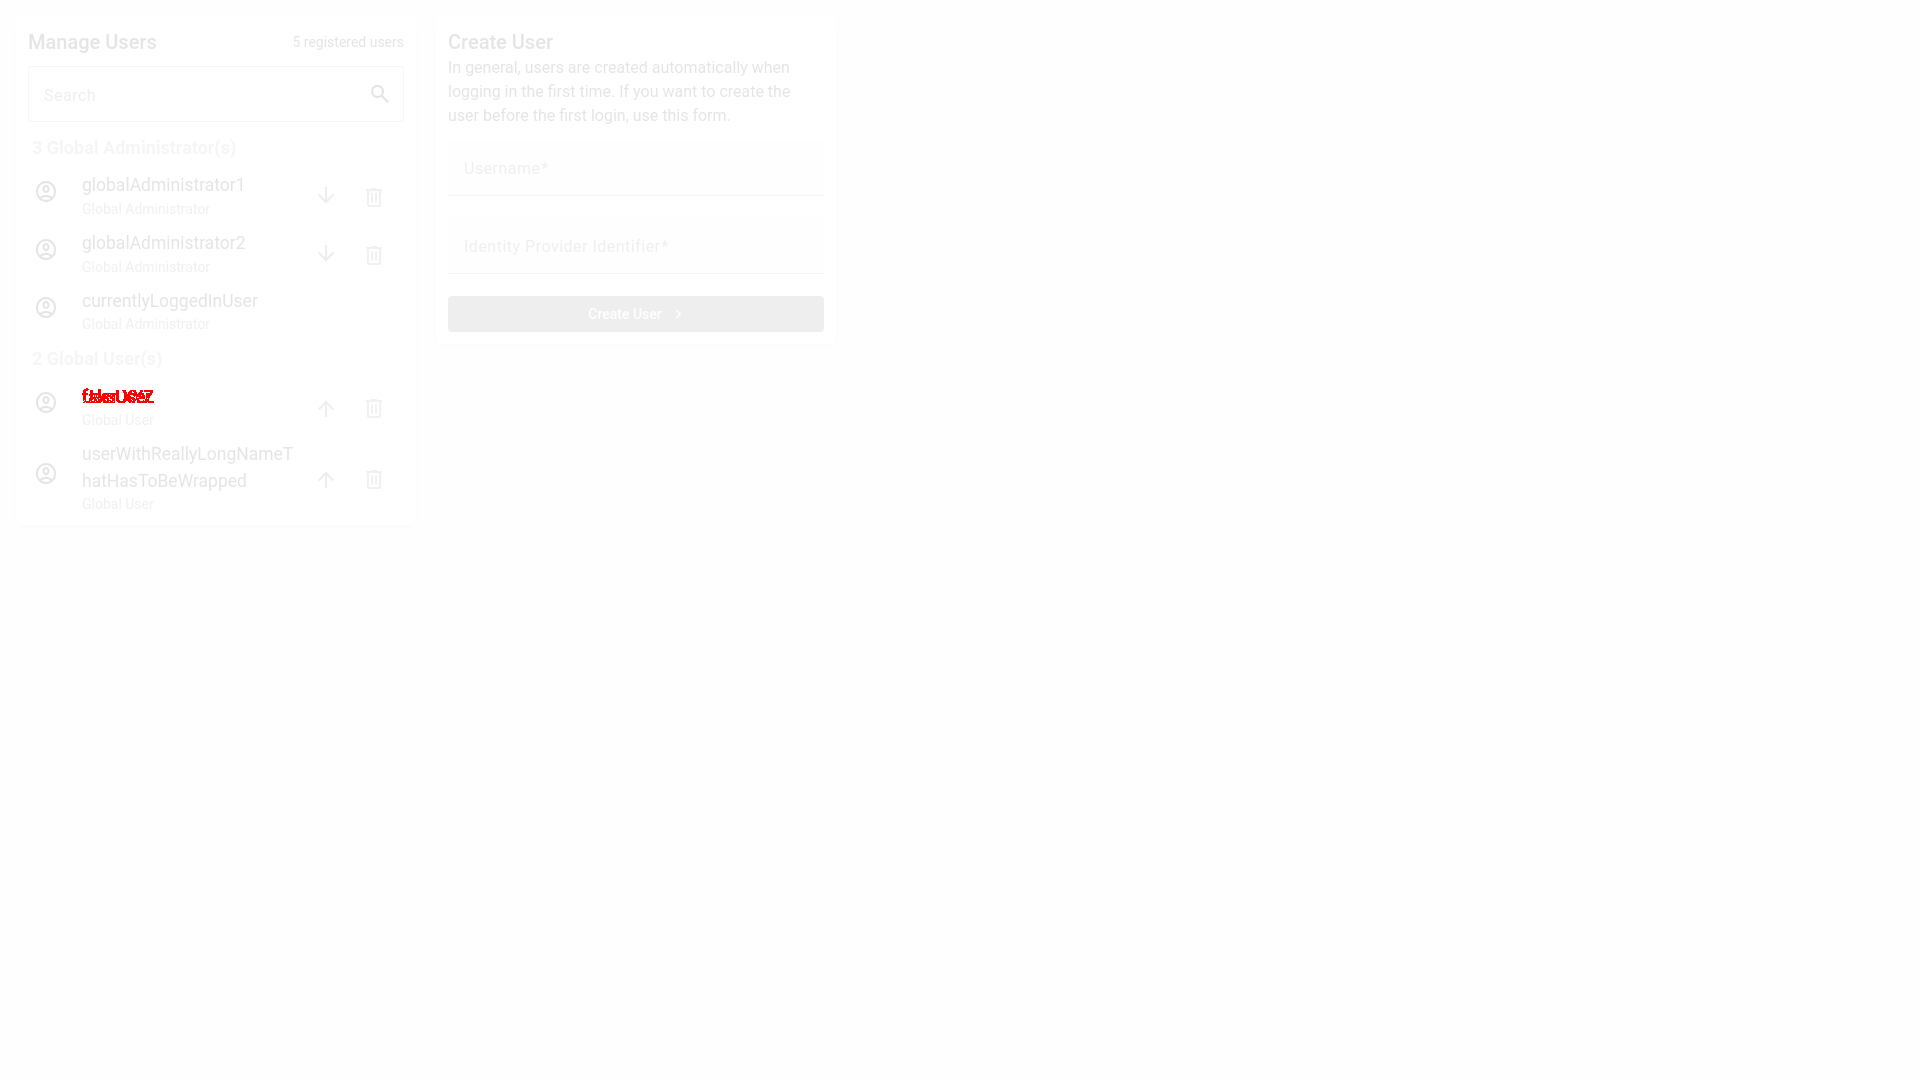 Manage Users
5 registered users
Search
3 Global Administrator(s)
globalAdministrator1
Global Administrator
globalAdministrator2
Global Administrator
currentlyLoggedInUser
Global Administrator
2 Global User(s)
Global User
userWithReallyLongNameT
hatHasToBeWrapped
Global User
Create User
In general, users are created automatically when
logging in the first time. If you want to create the
user before the first login, use this form.
Username*
Identity Provider Identifier*
Create User